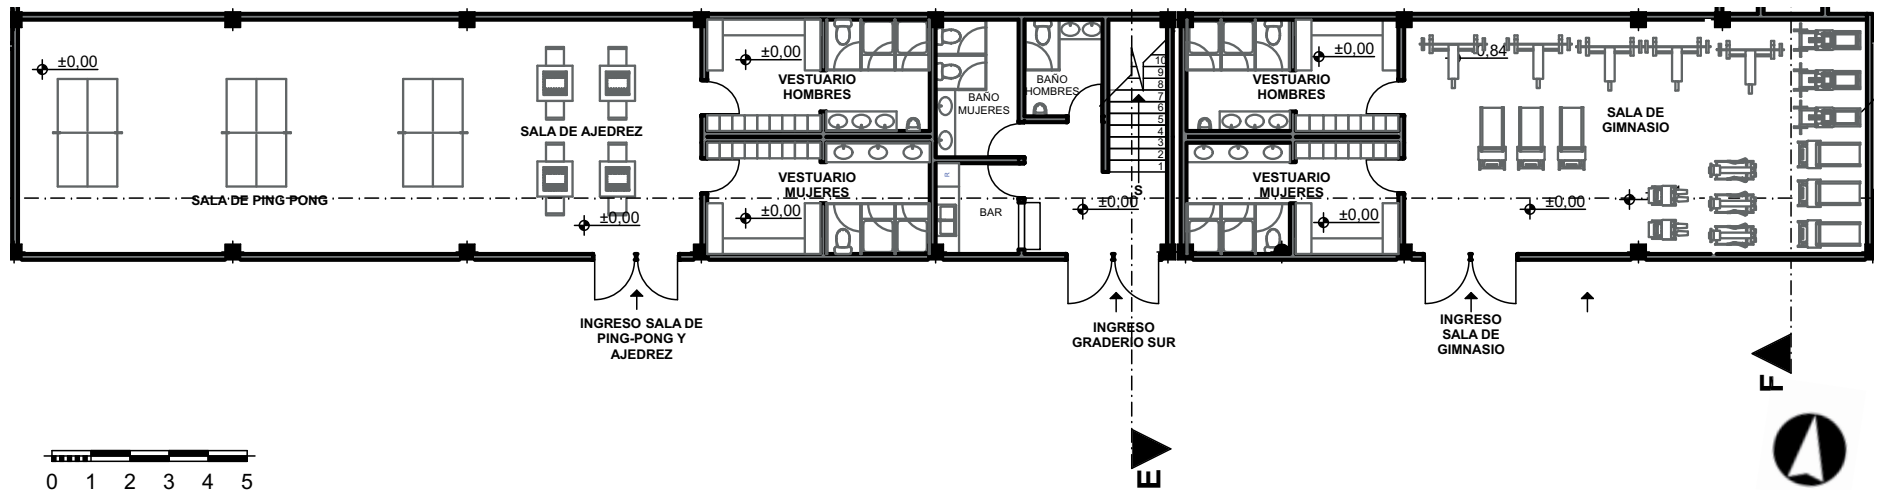 ±0,00
SALA DE PING PONG
SALA DE AJEDREZ
±0,00
±0,00
VESTUARIO
HOMBRES
VESTUARIO
MUJERES
±0,00
BAÑO
MUJERES
BAÑO
HOMBRES
R
BAR
10
9
8
7
6
5
4
3
2
1
S
±0,00
±0,00
VESTUARIO
HOMBRES
VESTUARIO
MUJERES
±0,00
0,84
SALA DE
GIMNASIO
±0,00
INGRESO SALA DE
PING-PONG Y
AJEDREZ
INGRESO
GRADERIO SUR
INGRESO
SALA DE
GIMNASIO
F
E
0 1 2 3 4 5